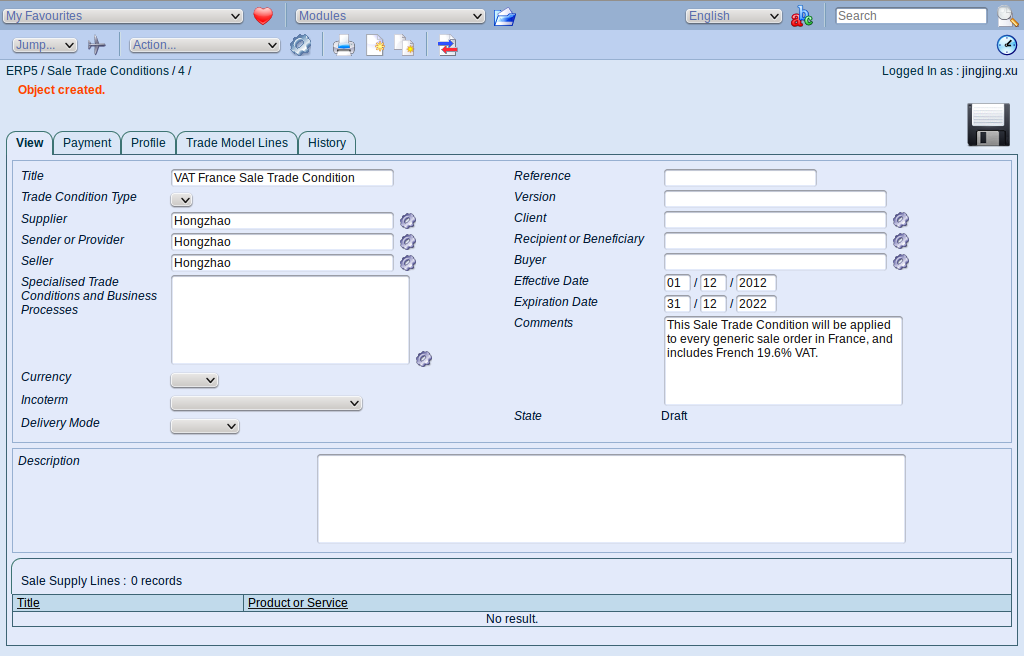 My Favourites Modules English Search
Jump... Action...
ERP5 / Sale Trade Conditions / 4 / Logged In as : jingjing.xu
Object created.
View Payment Profile Trade Model Lines History
Title VAT France Sale Trade Condition Reference
Trade Condition Type Version
Supplier Hongzhao Client
Sender or Provider Hongzhao Recipient or Beneficiary
Seller Hongzhao Buyer
Specialised Trade
Conditions and Business
Processes
Effective Date 01 / 12 / 2012
Expiration Date 31 / 12 / 2022
Comments This Sale Trade Condition will be applied
to every generic sale order in France, and
includes French 19.6% VAT.
Currency
Incoterm
Delivery Mode
State Draft
Description
Sale Supply Lines : 0 records
Title Product or Service
No result.